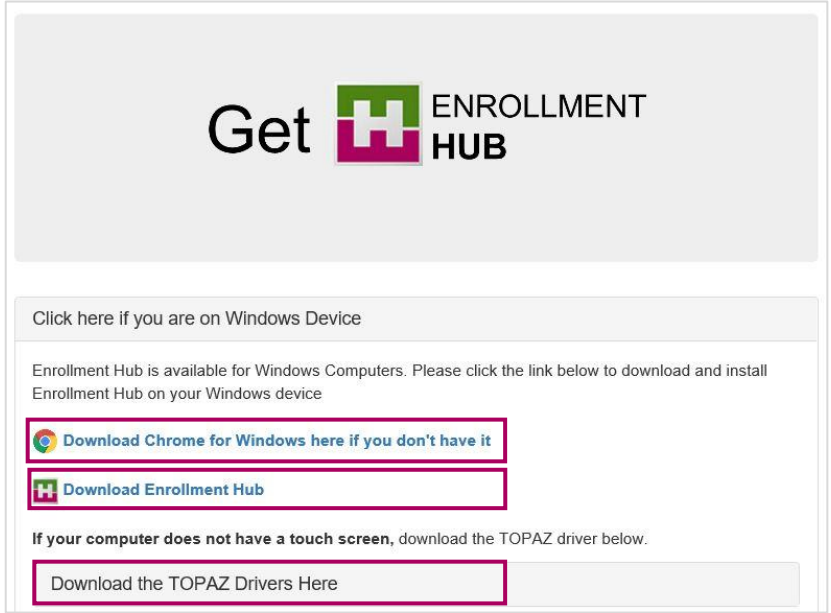 Get ENROLLMENT
HUB
Click here if you are on Windows Device
Enrollment Hub is available for Windows Computers. Please click the link below to download and install
Enrollment Hub on your Windows device
Download Chrome for Windows here if you don't have it
Download Enrollment Hub
If your computer does not have a touch screen, download the TOPAZ driver below.
Download the TOPAZ Drivers Here